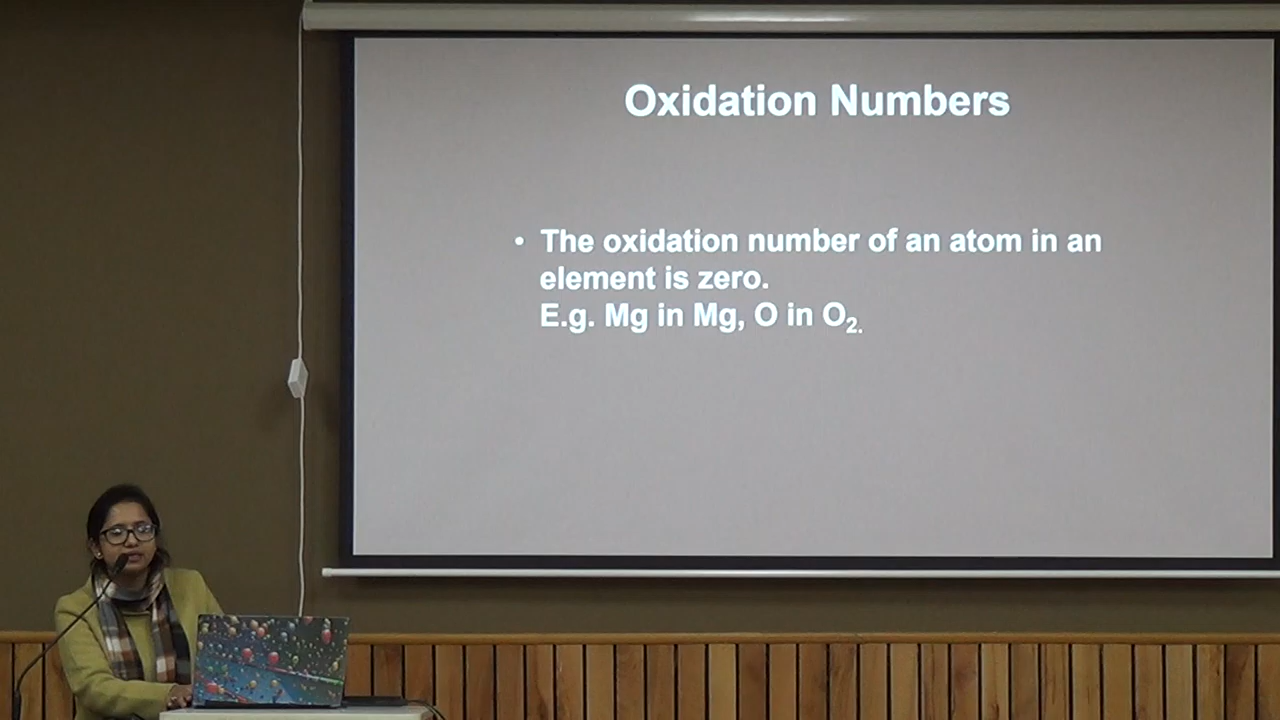 Oxidation Numbers
• The oxidation number of an atom in an
element is zero.
E.g. Mg in Mg, O in O₂.